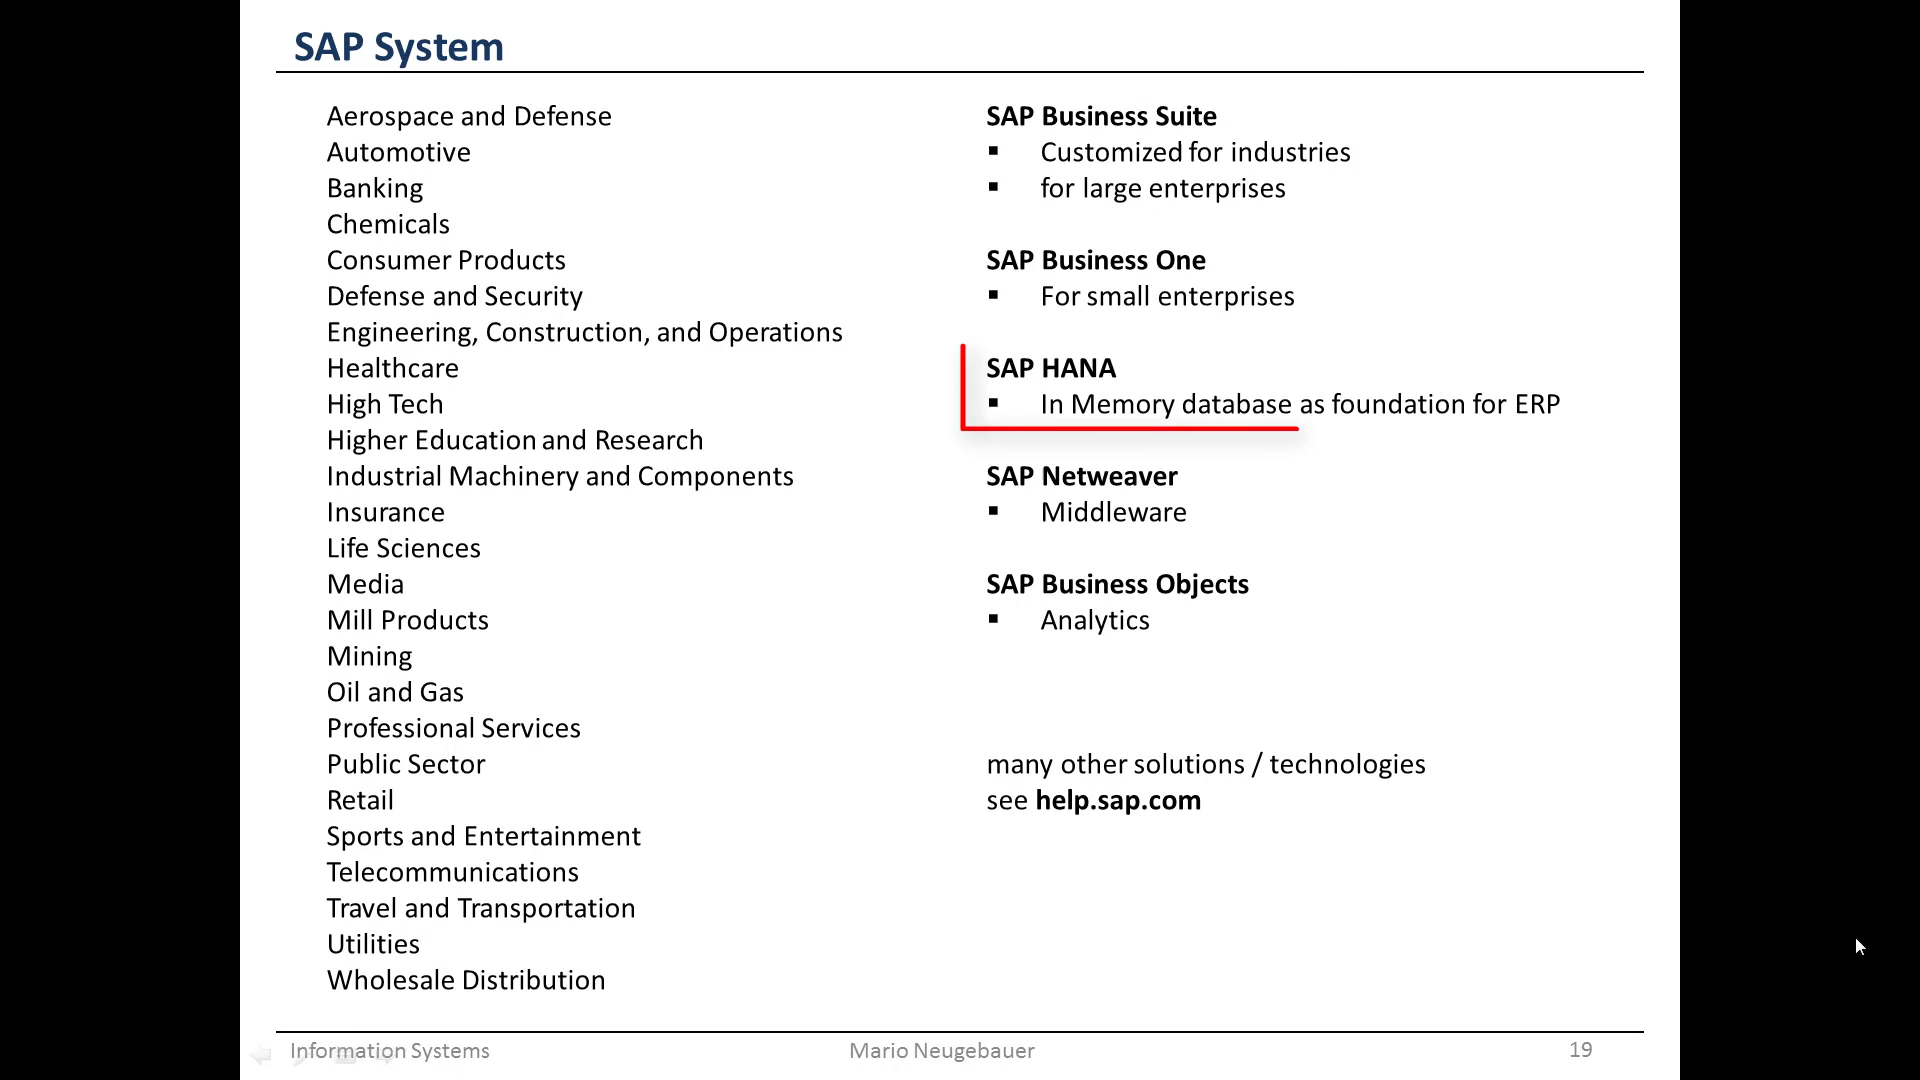 SAP System
Aerospace and Defense
Automotive
Banking
Chemicals
Consumer Products
Defense and Security
Engineering, Construction, and Operations
Healthcare
High Tech
Higher Education and Research
Industrial Machinery and Components
Insurance
Life Sciences
Media
Mill Products
Mining
Oil and Gas
Professional Services
Public Sector
Retail
Sports and Entertainment
Telecommunications
Travel and Transportation
Utilities
Wholesale Distribution
SAP Business Suite
▪ Customized for industries
▪ for large enterprises
SAP Business One
▪ For small enterprises
SAP HANA
▪ In Memory database as foundation for ERP
SAP Netweaver
▪ Middleware
SAP Business Objects
▪ Analytics
many other solutions / technologies
see help.sap.com
Information Systems
Mario Neugebauer
19